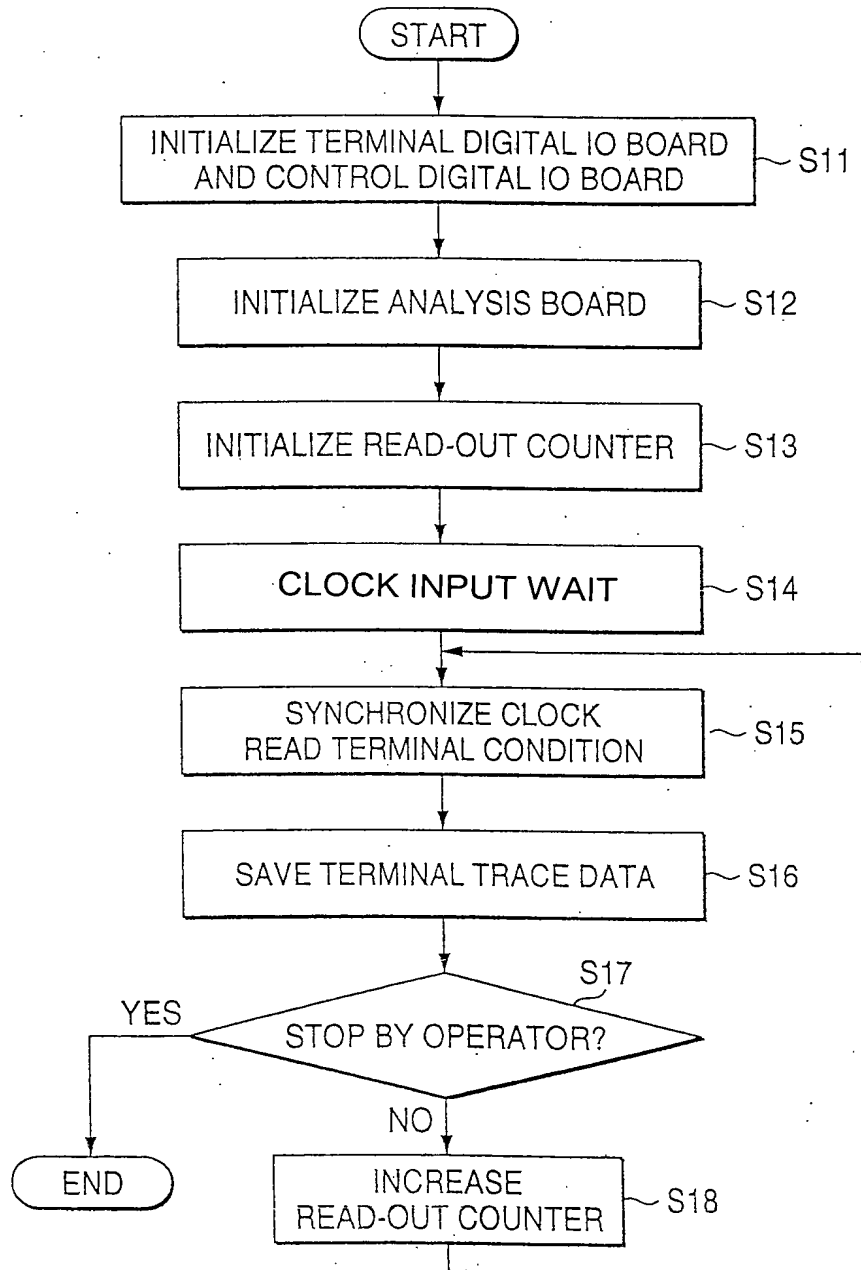 START
INITIALIZE TERMINAL DIGITAL IO BOARD
AND CONTROL DIGITAL IO BOARD
S11
INITIALIZE ANALYSIS BOARD
S12
INITIALIZE READ-OUT COUNTER
S13
CLOCK INPUT WAIT
S14
SYNCHRONIZE CLOCK
READ TERMINAL CONDITION
S15
SAVE TERMINAL TRACE DATA
S16
S17
YES
STOP BY OPERATOR?
NO
END
INCREASE
READ-OUT COUNTER
S18